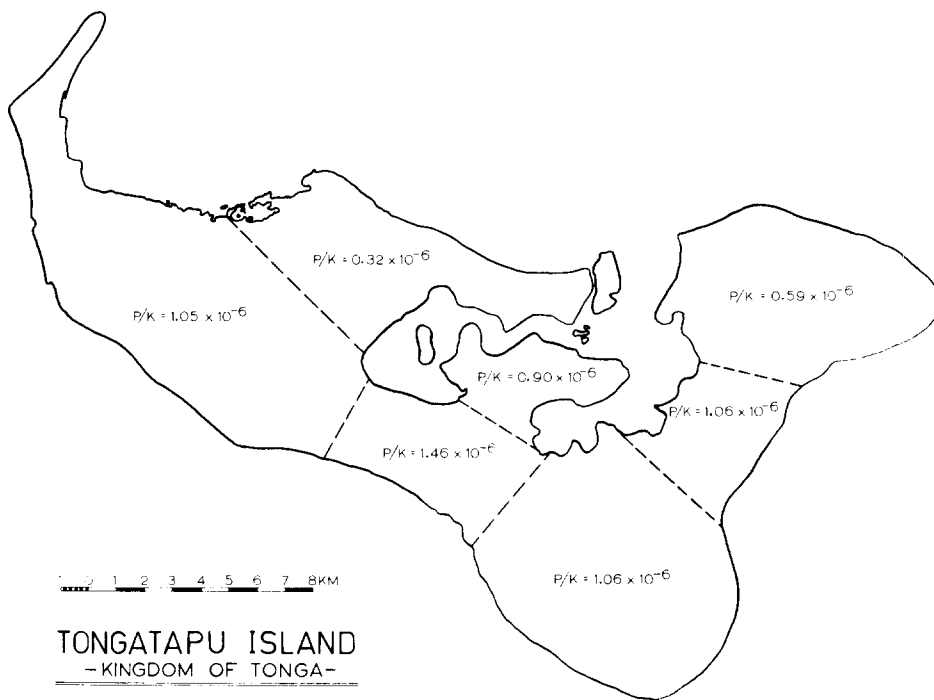 P/K = 0.32 x 10⁻⁶
P/K = 0.59 x 10⁻⁶
P/K = 1.05 x 10⁻⁶
P/K = 0.90 x 10⁻⁶
P/K = 1.06 x 10⁻⁶
P/K = 1.46 x 10⁻⁶
P/K = 1.06 x 10⁻⁶
1 0 1 2 3 4 5 6 7 8KM
TONGATAPU ISLAND
-KINGDOM OF TONGA-